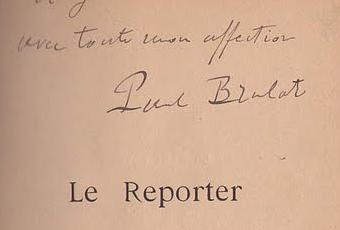 avec toute mon affection
Paul Brulat
Le Reporter